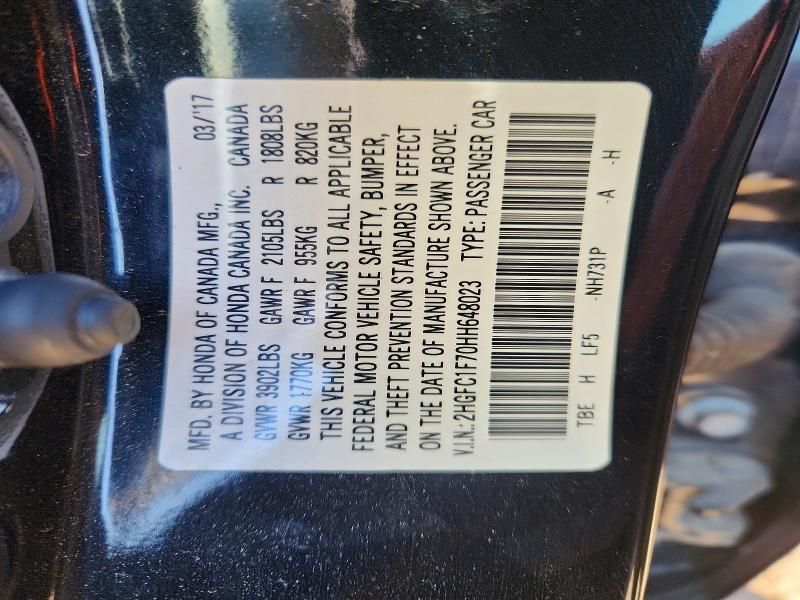 MFD. BY HONDA OF CANADA MFG., 03/'17
A DIVISION OF HONDA CANADA INC. CANADA
GVWR 3902LBS GAWR F 2105LBS R 1808LBS
GVWR 1770KG GAWR F 955KG R 820KG
THIS VEHICLE CONFORMS TO ALL APPLICABLE
FEDERAL MOTOR VEHICLE SAFETY, BUMPER,
AND THEFT PREVENTION STANDARDS IN EFFECT
ON THE DATE OF MANUFACTURE SHOWN ABOVE.
V.I.N.: 2HGFC1F70HH648023 TYPE: PASSENGER CAR
TBE H LF5 -NH731P -A -H